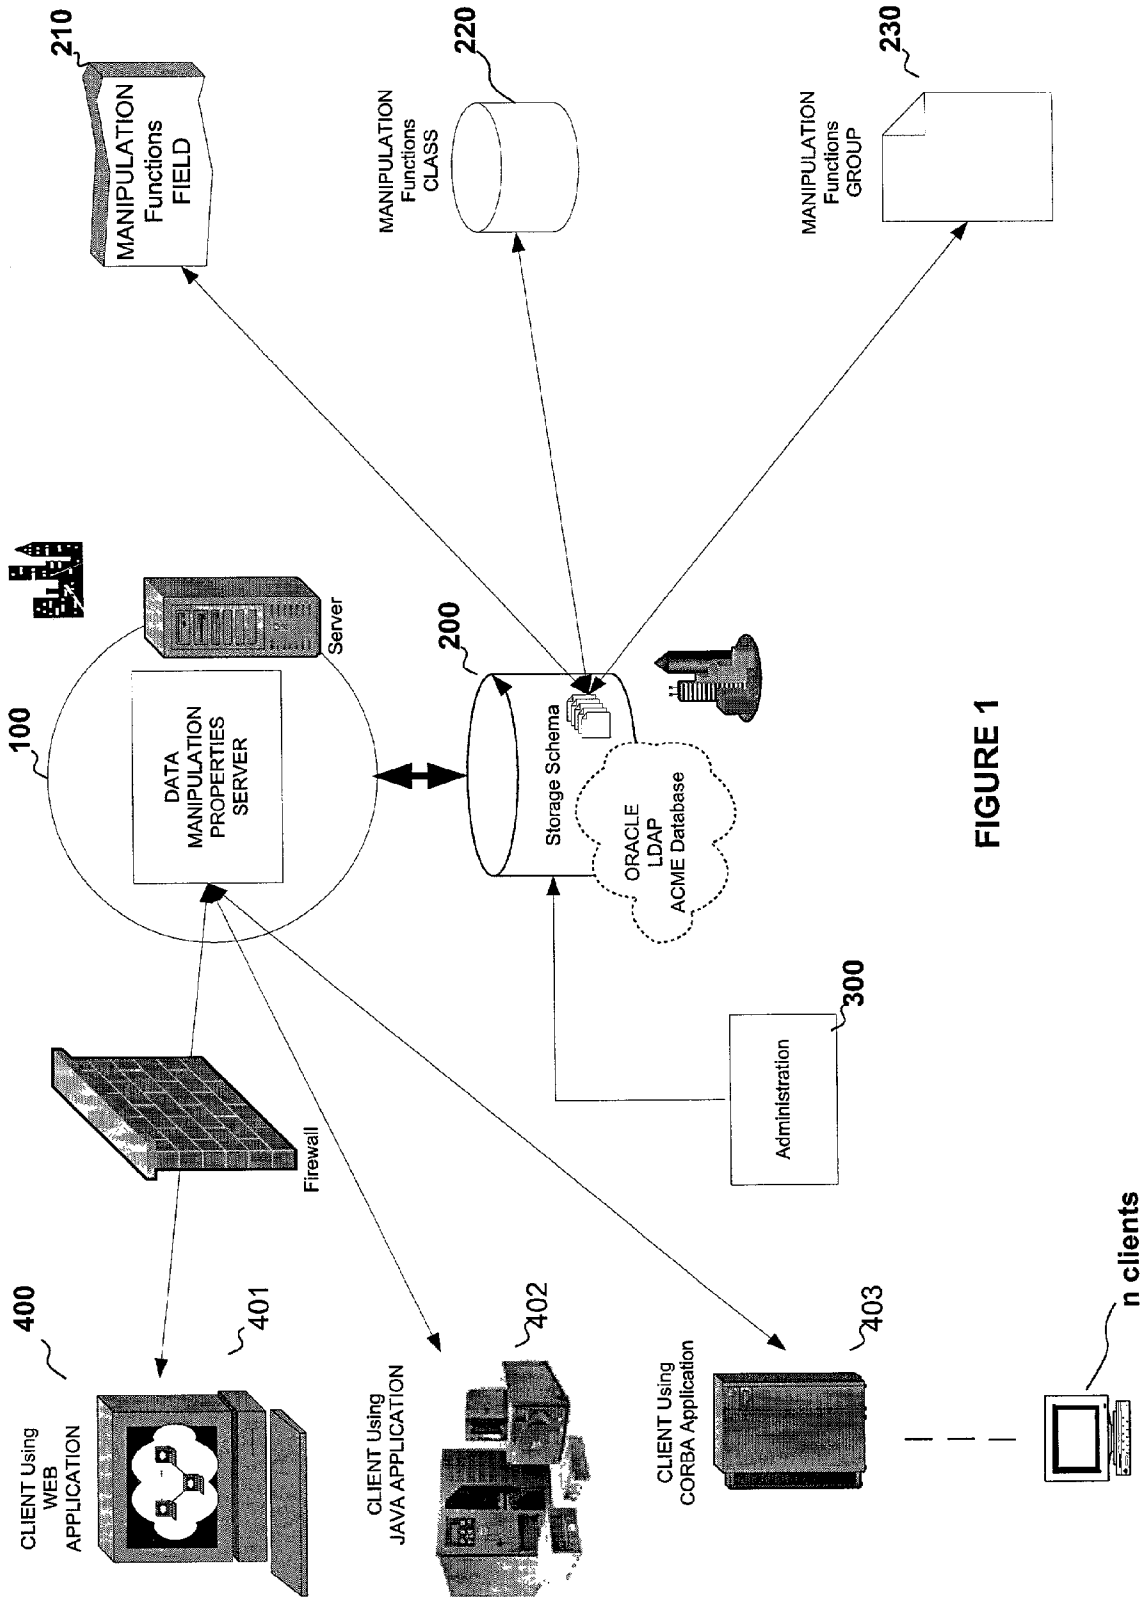 400
CLIENT Using
WEB
APPLICATION
401
Firewall
100
DATA
MANIPULATION
PROPERTIES
SERVER
Server
210
MANIPULATION
Functions
FIELD
CLIENT Using
JAVA APPLICATION
402
200
Storage Schema
ORACLE
LDAP
ACME Database
220
MANIPULATION
Functions
CLASS
CLIENT Using
CORBA Application
403
Administration
300
230
MANIPULATION
Functions
GROUP
n clients
FIGURE 1